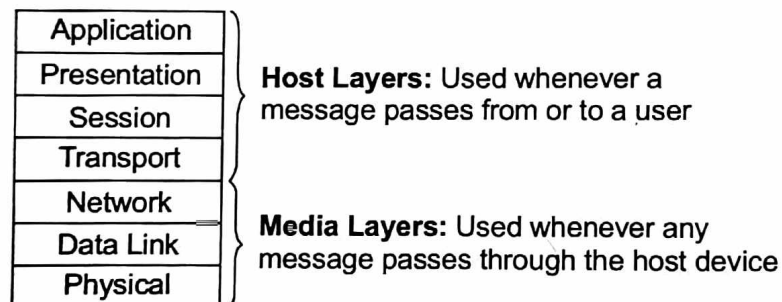 Application
Presentation
Session
Transport
Network
Data Link
Physical
Host Layers: Used whenever a
message passes from or to a user
Media Layers: Used whenever any
message passes through the host device